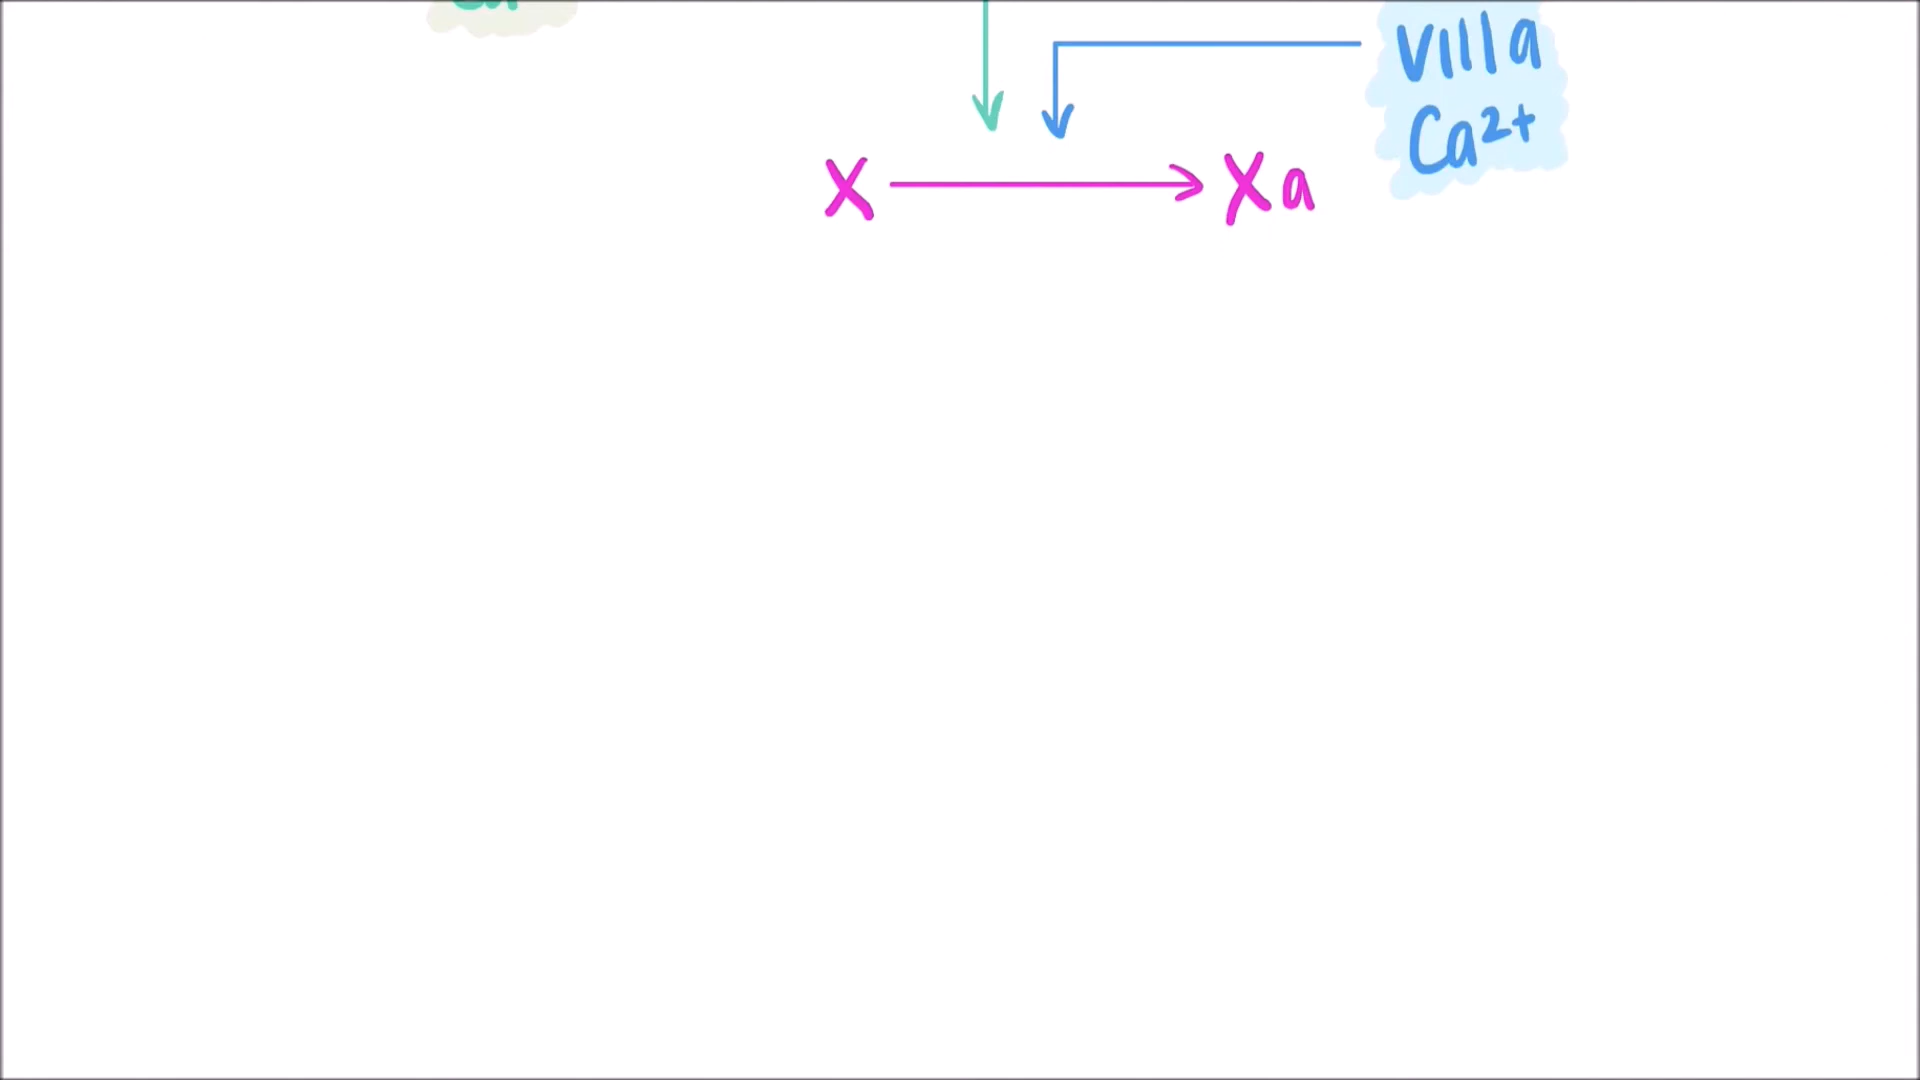 VIIIa
Ca²⁺
X → Xa